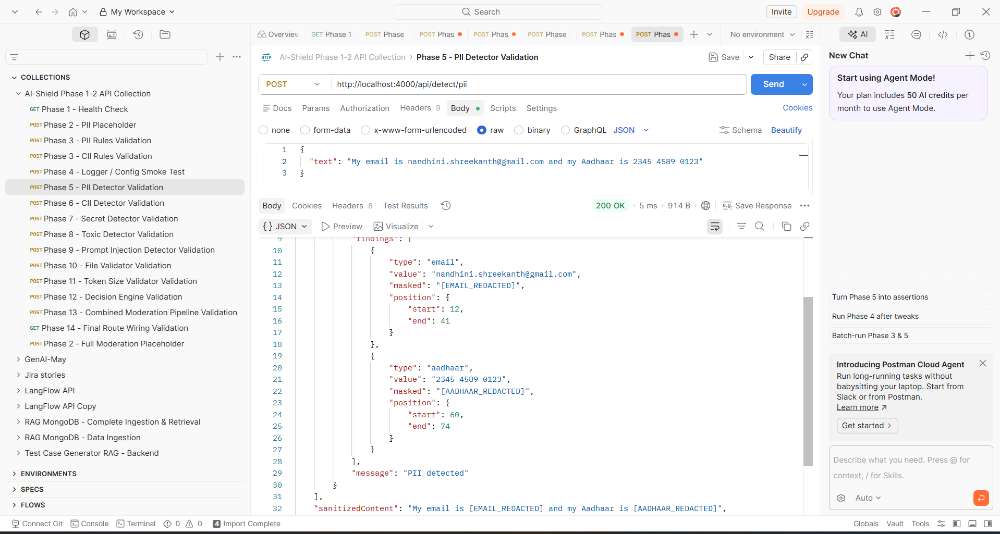 My Workspace
Search
Invite
Upgrade
Overview
GET Phase 1
POST Phase
POST Phas
POST Phas
POST Phase
POST Phas
POST Phas
No environment
AI
COLLECTIONS
AI-Shield Phase 1-2 API Collection
GET Phase 1 - Health Check
POST Phase 2 - PII Placeholder
POST Phase 3 - PII Rules Validation
POST Phase 3 - CII Rules Validation
POST Phase 4 - Logger / Config Smoke Test
POST Phase 5 - PII Detector Validation
POST Phase 6 - CII Detector Validation
POST Phase 7 - Secret Detector Validation
POST Phase 8 - Toxic Detector Validation
POST Phase 9 - Prompt Injection Detector Validation
POST Phase 10 - File Validator Validation
POST Phase 11 - Token Size Validator Validation
POST Phase 12 - Decision Engine Validation
POST Phase 13 - Combined Moderation Pipeline Validation
GET Phase 14 - Final Route Wiring Validation
POST Phase 2 - Full Moderation Placeholder
GenAI-May
Jira stories
LangFlow API
LangFlow API Copy
RAG MongoDB - Complete Ingestion & Retrieval
RAG MongoDB - Data Ingestion
Test Case Generator RAG - Backend
ENVIRONMENTS
SPECS
FLOWS
HTTP AI-Shield Phase 1-2 API Collection > Phase 5 - PII Detector Validation
Save
Share
POST
http://localhost:4000/api/detect/pii
Send
Docs Params Authorization Headers 9 Body Scripts Settings
Cookies
none form-data x-www-form-urlencoded raw binary GraphQL JSON
Schema Beautify
1 {
2 "text": "My email is nandhini.shreekanth@gmail.com and my Aadhaar is 2345 4589 0123"
3 }
Body Cookies Headers 8 Test Results
200 OK • 5 ms • 914 B
e.g. Save Response
{} JSON Preview Visualize
9 "findings": [
10 {
11 "type": "email",
12 "value": "nandhini.shreekanth@gmail.com",
13 "masked": "[EMAIL_REDACTED]",
14 "position": {
15 "start": 12,
16 "end": 41
17 }
18 },
19 {
20 "type": "aadhaar",
21 "value": "2345 4589 0123",
22 "masked": "[AADHAAR_REDACTED]",
23 "position": {
24 "start": 60,
25 "end": 74
26 }
27 }
28 ],
29 "message": "PII detected"
30 }
31 ],
32 "sanitizedContent": "My email is [EMAIL_REDACTED] and my Aadhaar is [AADHAAR_REDACTED]",
New Chat
Start using Agent Mode!
Your plan includes 50 AI credits per
month to use Agent Mode.
Turn Phase 5 into assertions
Run Phase 4 after tweaks
Batch-run Phase 3 & 5
Introducing Postman Cloud Agent
Run long-running tasks without
babysitting your laptop. Start from
Slack or from Postman.
Learn more ↗
Get started >
Describe what you need. Press @ for
context, / for Skills.
Auto
Connect Git
Console
Terminal
0
0
4 Import Complete
Globals
Vault
Tools